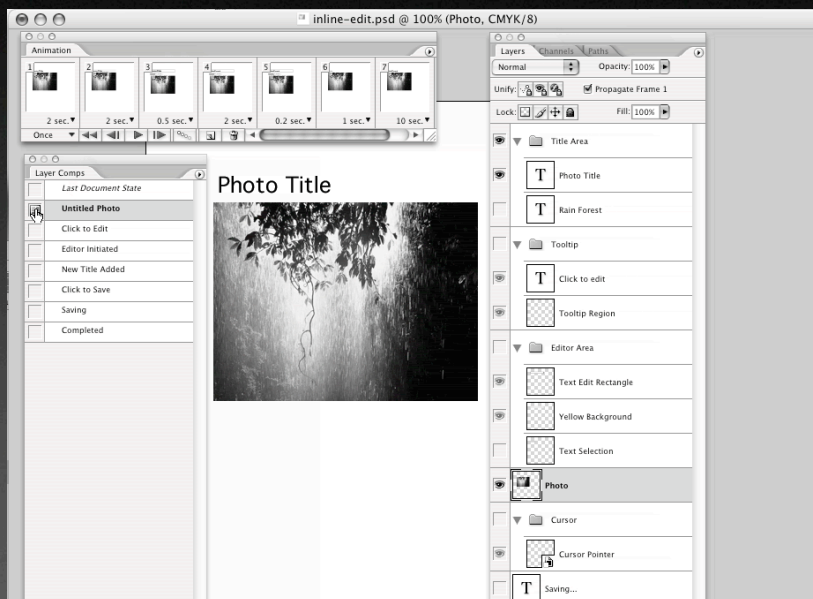 inline-edit.psd @ 100% (Photo, CMYK/8)
Animation
1 2 3 4 5 6 7
2 sec. 2 sec. 0.5 sec. 2 sec. 0.2 sec. 1 sec. 10 sec.
Once
Layer Comps
Last Document State
Untitled Photo
Click to Edit
Editor Initiated
New Title Added
Click to Save
Saving
Completed
Photo Title
Layers Channels Paths
Normal Opacity: 100%
Unify: Propagate Frame 1
Lock: Fill: 100%
Title Area
T Photo Title
T Rain Forest
Tooltip
T Click to edit
Tooltip Region
Editor Area
Text Edit Rectangle
Yellow Background
Text Selection
Photo
Cursor
Cursor Pointer
T Saving...